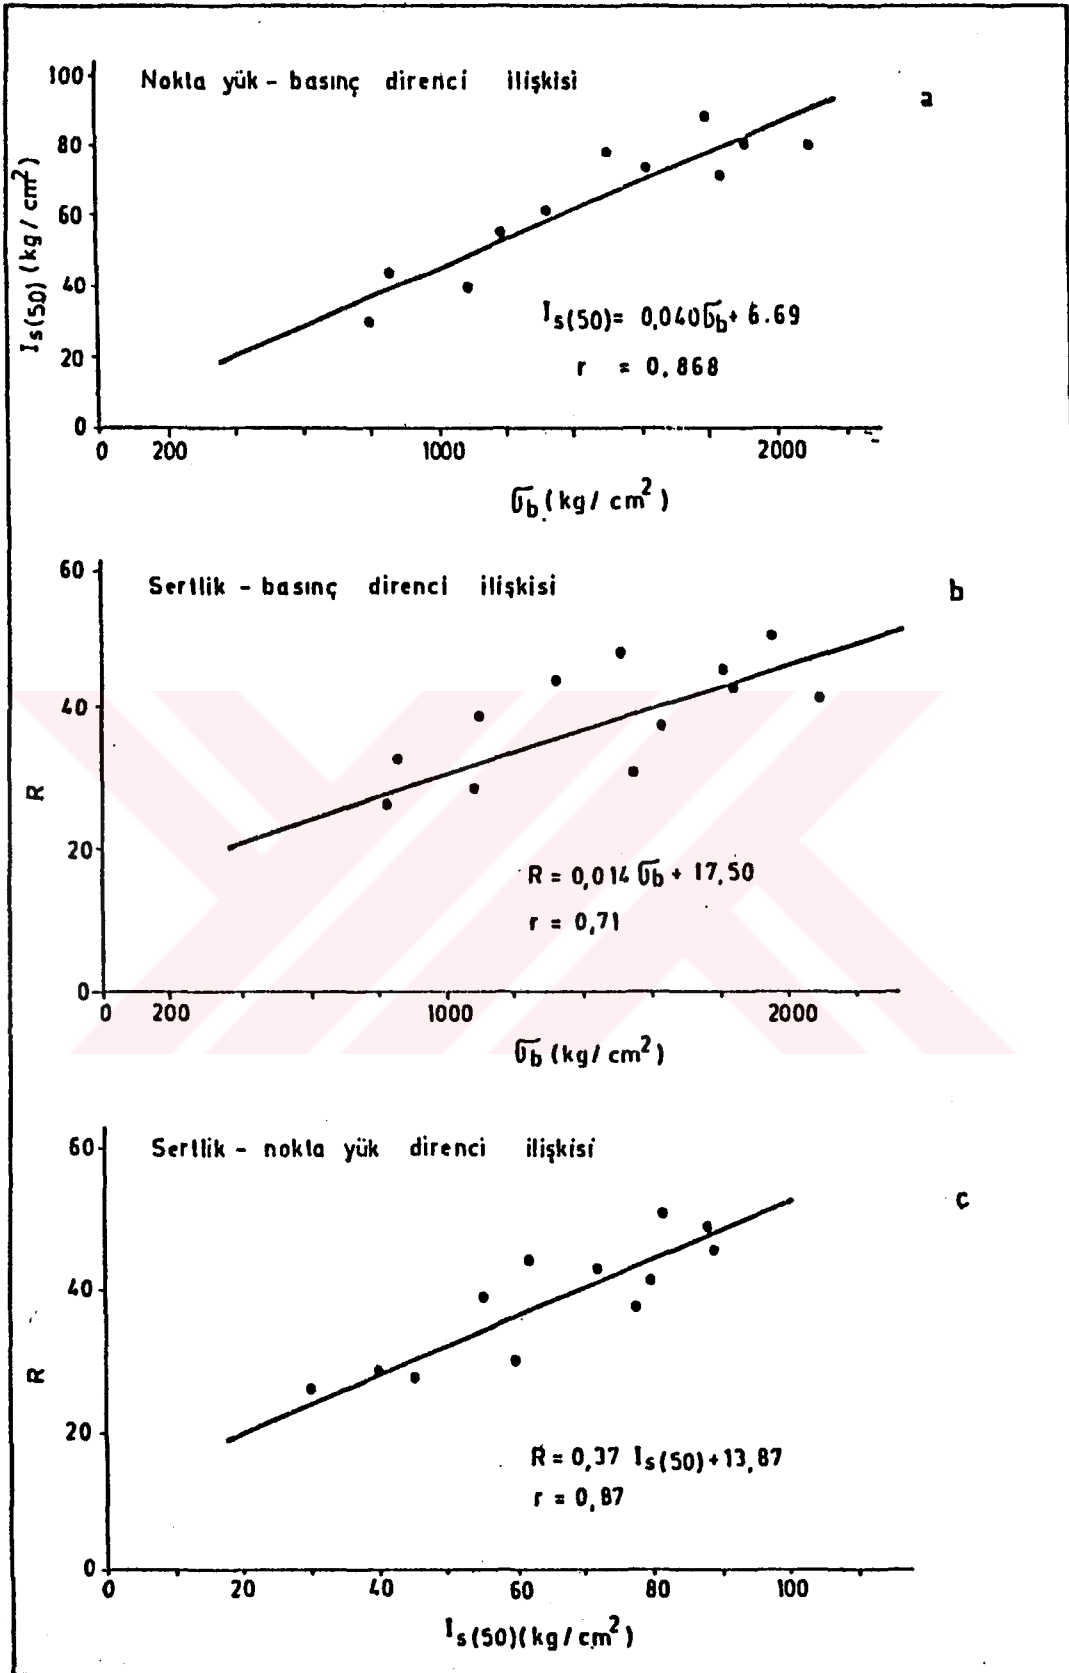 Nokta yük - basınç direnci ilişkisi
a
100
80
60
40
20
0
Is(50) (kg/cm²)
Is(50)= 0,040σb+ 6.69
r = 0,868
0 200 1000 2000
σb (kg/cm²)
Sertlik - basınç direnci ilişkisi
b
60
40
20
0
R
R = 0,014 σb + 17,50
r = 0,71
0 200 1000 2000
σb (kg/cm²)
Sertlik - nokta yük direnci ilişkisi
c
60
40
20
0
R
R = 0,37 Is(50)+13,87
r = 0,87
0 20 40 60 80 100
Is(50)(kg/cm²)